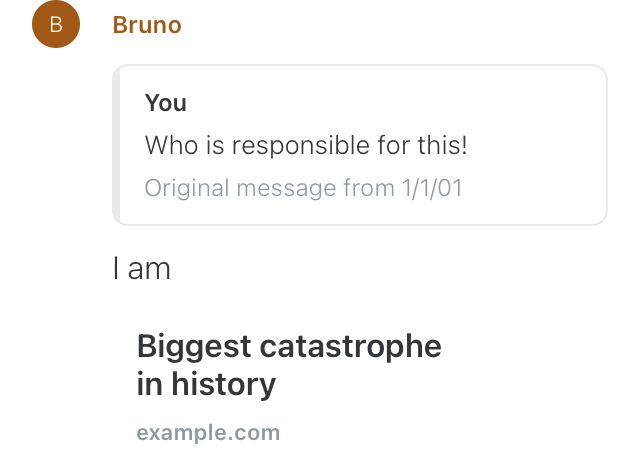 B
Bruno
You
Who is responsible for this!
Original message from 1/1/01
I am
Biggest catastrophe
in history
example.com